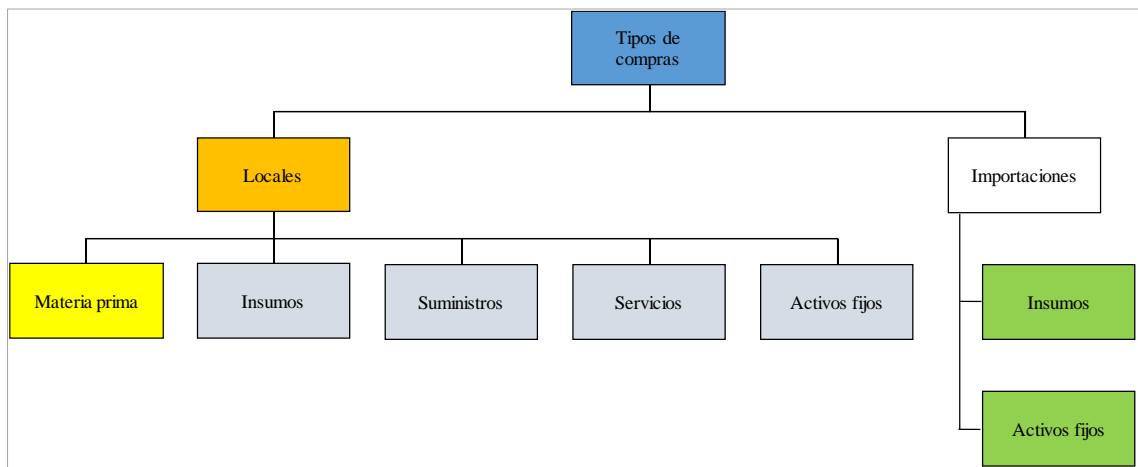 Tipos de
compras
Locales
Importaciones
Materia prima
Insumos
Suministros
Servicios
Activos fijos
Insumos
Activos fijos